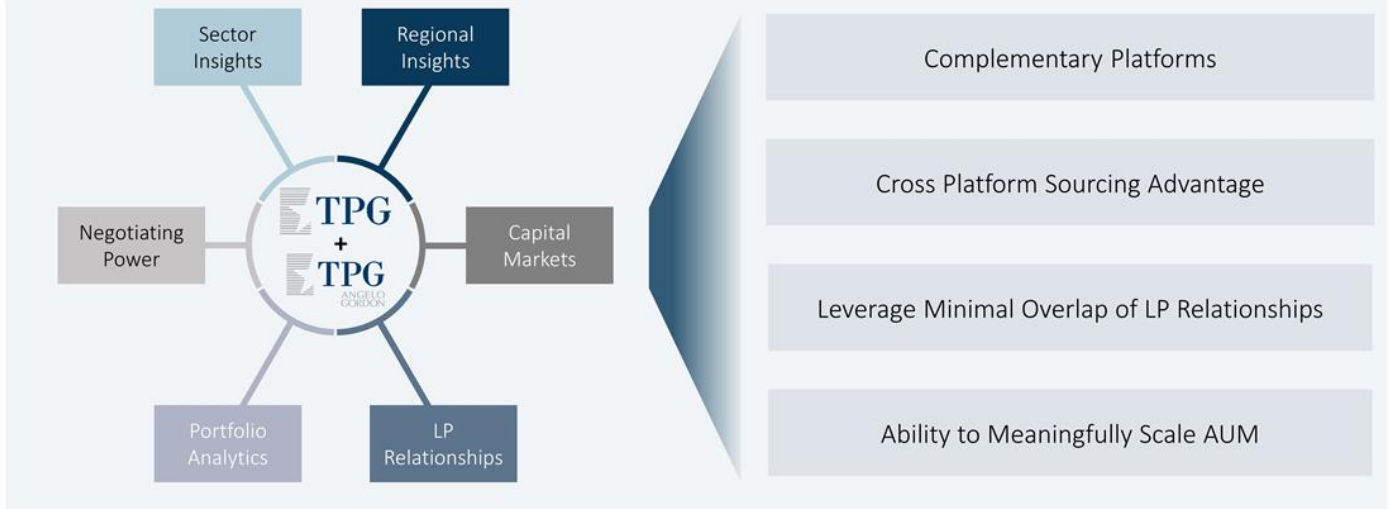 Sector
Insights
Regional
Insights
Negotiating
Power
TPG
+
TPG
ANGELO
GORDON
Capital
Markets
Portfolio
Analytics
LP
Relationships
Complementary Platforms
Cross Platform Sourcing Advantage
Leverage Minimal Overlap of LP Relationships
Ability to Meaningfully Scale AUM